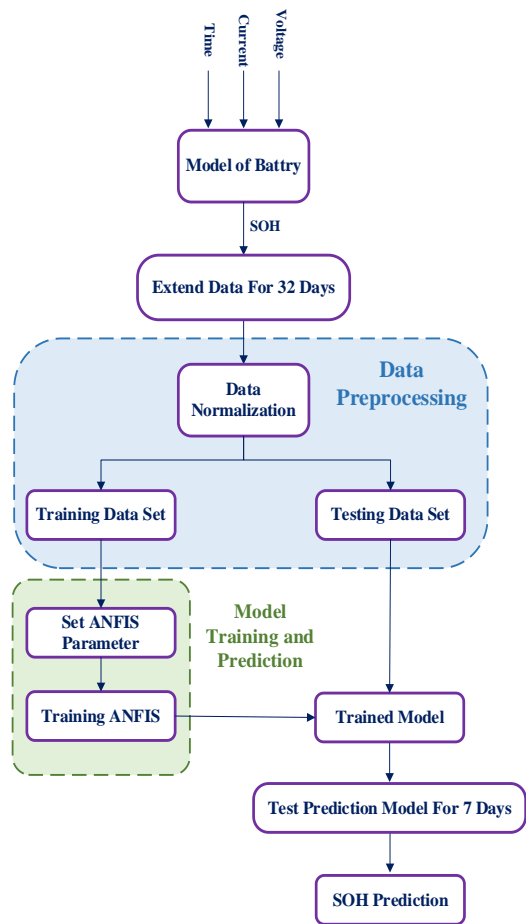 Time
Current
Voltage
Model of Battry
SOH
Extend Data For 32 Days
Data
Preprocessing
Data
Normalization
Training Data Set
Testing Data Set
Set ANFIS
Parameter
Model
Training and
Prediction
Training ANFIS
Trained Model
Test Prediction Model For 7 Days
SOH Prediction